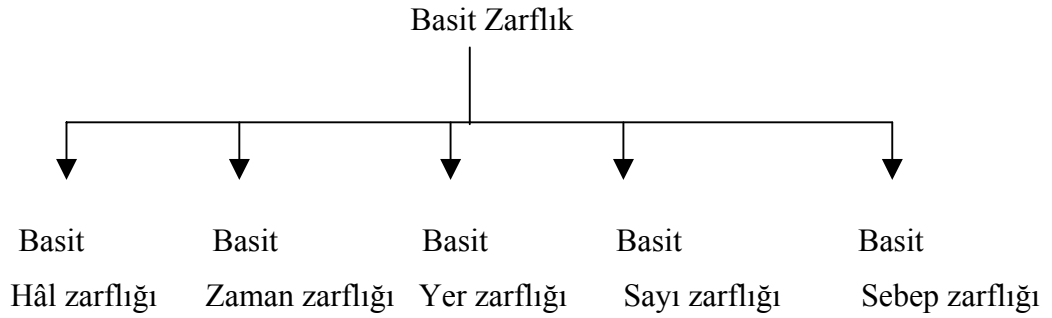 Basit Zarflık
Basit Basit Basit Basit Basit
Hâl zarflığı Zaman zarflığı Yer zarflığı Sayı zarflığı Sebep zarflığı